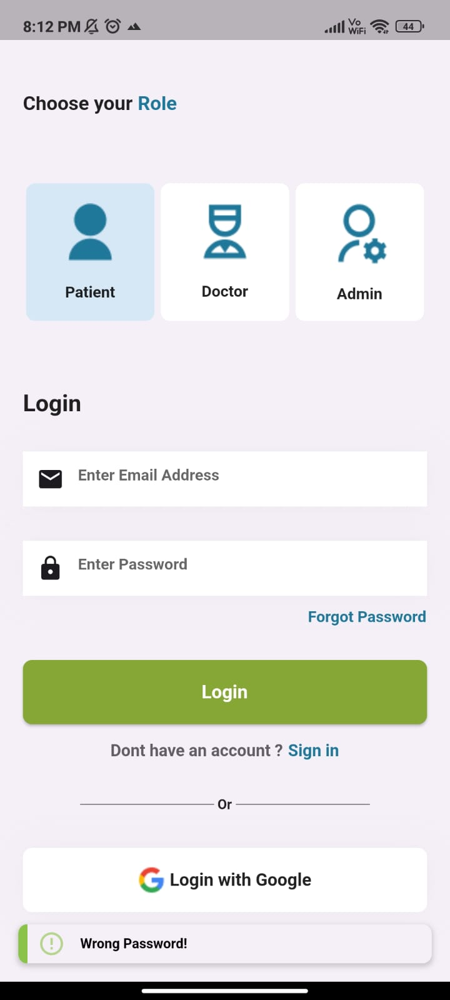 8:12 PM
Vo
WiFi
44
Choose your Role
Patient
Doctor
Admin
Login
Enter Email Address
Enter Password
Forgot Password
Login
Dont have an account ? Sign in
Or
Login with Google
Wrong Password!